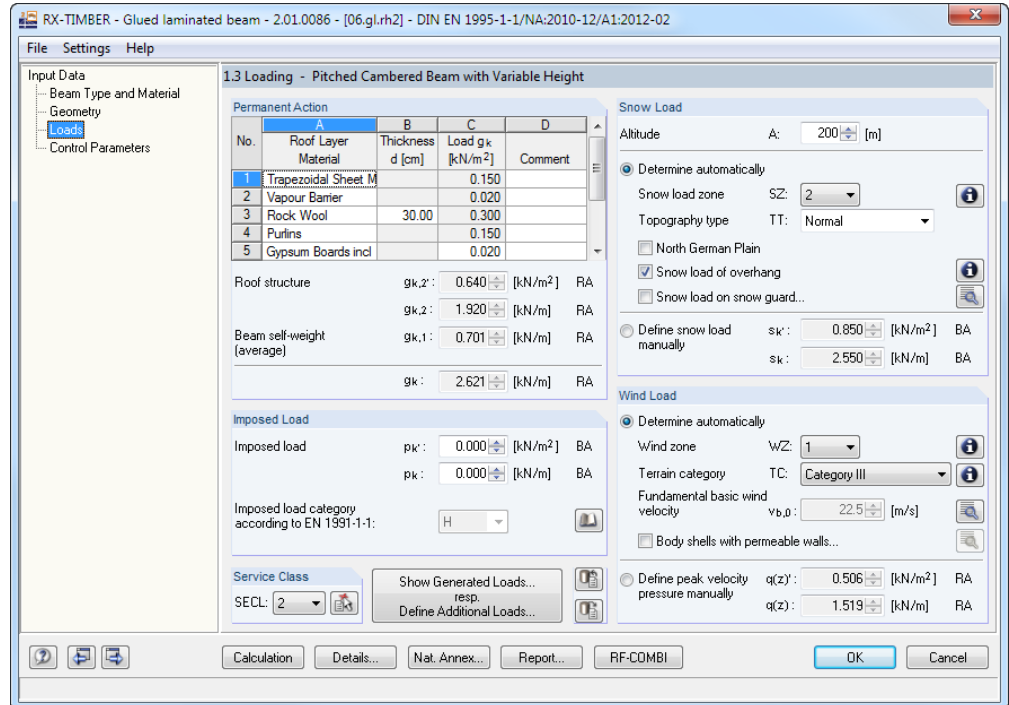 RX-TIMBER - Glued laminated beam - 2.01.0086 - [06.gl.rh2] - DIN EN 1995-1-1/NA:2010-12/A1:2012-02
File Settings Help
Input Data
Beam Type and Material
Geometry
Loads
Control Parameters
1.3 Loading - Pitched Cambered Beam with Variable Height
Permanent Action
A B C D
No. Roof Layer Thickness Load gk
Material d [cm] [kN/m2] Comment
1 Trapezoidal Sheet M 0.150
2 Vapour Barrier 0.020
3 Rock Wool 30.00 0.300
4 Purlins 0.150
5 Gypsum Boards incl 0.020
Roof structure gk,2': 0.640 [kN/m2] RA
gk,2: 1.920 [kN/m] RA
Beam self-weight gk,1: 0.701 [kN/m] RA
(average)
gk: 2.621 [kN/m] RA
Imposed Load
Imposed load pk': 0.000 [kN/m2] BA
pk: 0.000 [kN/m] BA
Imposed load category
according to EN 1991-1-1: H
Service Class
SECL: 2
Show Generated Loads...
resp.
Define Additional Loads...
Snow Load
Altitude A: 200 [m]
Determine automatically
Snow load zone SZ: 2
Topography type TT: Normal
North German Plain
Snow load of overhang
Snow load on snow guard...
Define snow load sk': 0.850 [kN/m2] BA
manually
sk: 2.550 [kN/m] BA
Wind Load
Determine automatically
Wind zone WZ: 1
Terrain category TC: Category III
Fundamental basic wind
velocity vb,0: 22.5 [m/s]
Body shells with permeable walls...
Define peak velocity q(z)': 0.506 [kN/m2] RA
pressure manually
q(z): 1.519 [kN/m] RA
Calculation Details... Nat. Annex... Report... RF-COMBI OK Cancel